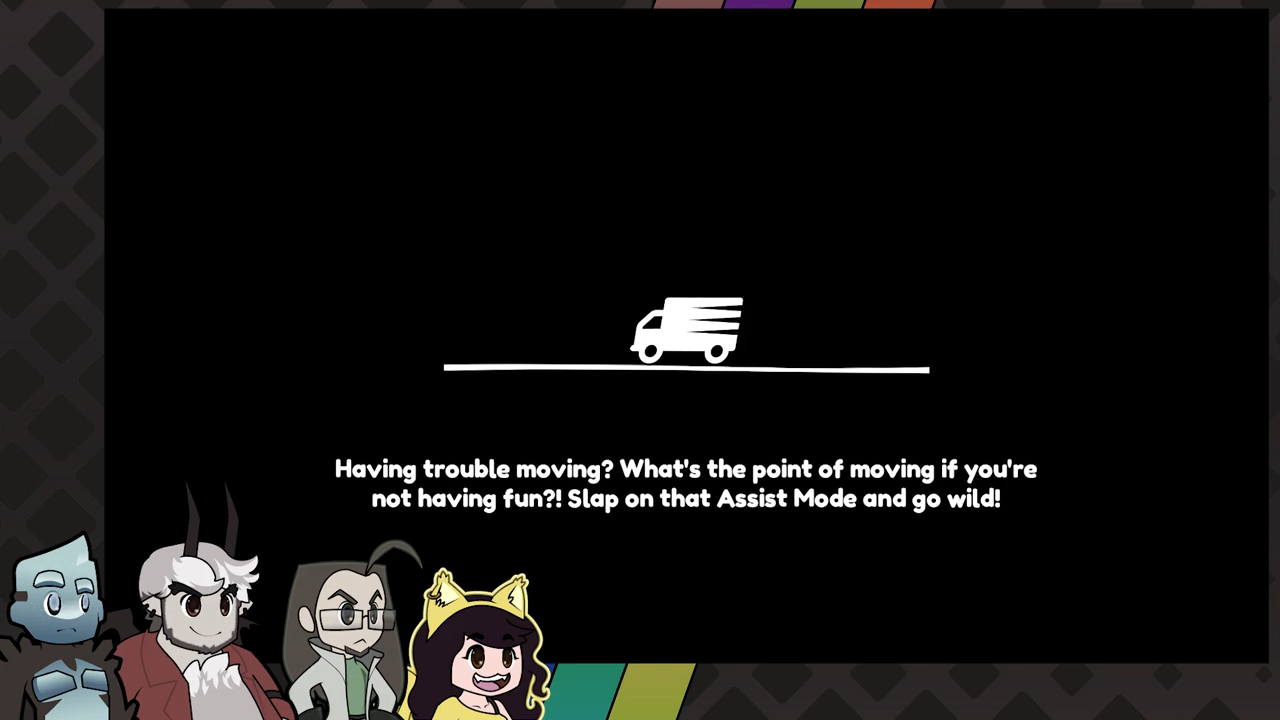 Having trouble moving? What's the point of moving if you're
not having fun?! Slap on that Assist Mode and go wild!